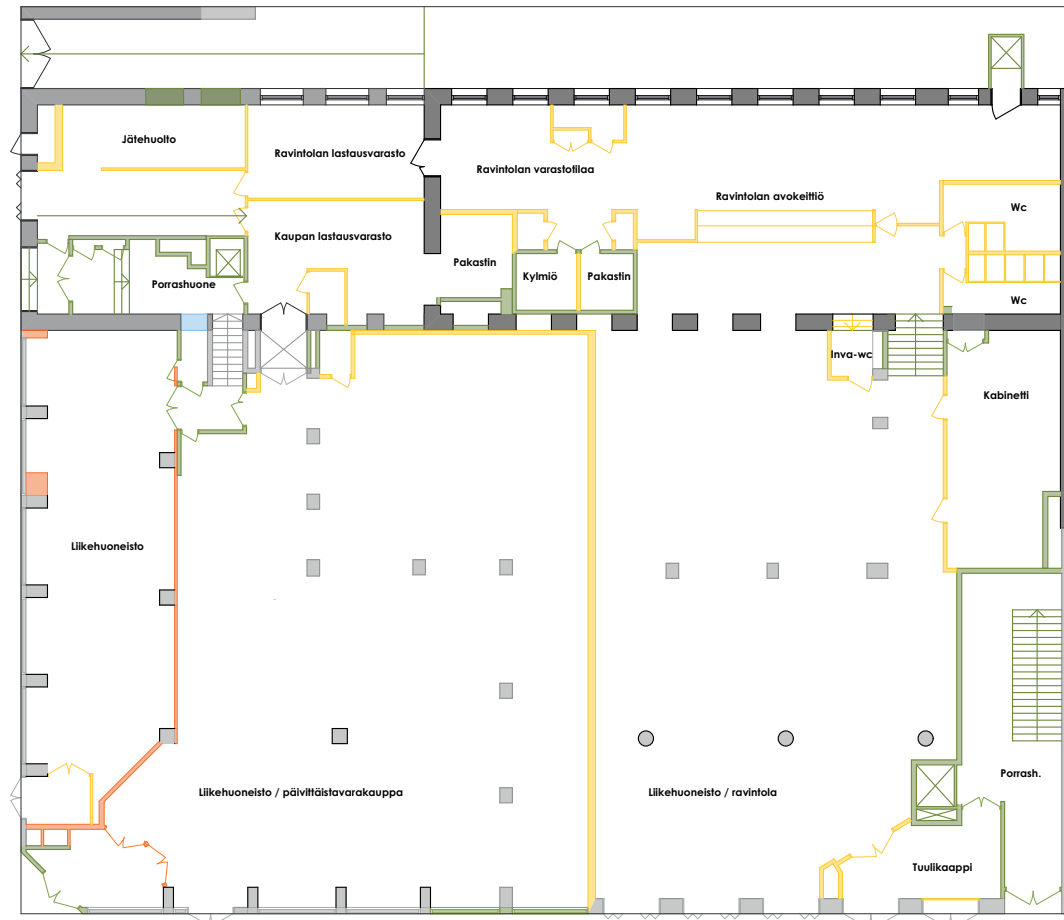 Jätehuolto
Ravintolan lastausvarasto
Ravintolan varastotilaa
Ravintolan avokeittiö
Wc
Kaupan lastausvarasto
Pakastin
Kylmiö
Pakastin
Porrashuone
Wc
Inva-wc
Kabinetti
Liikehuoneisto
Porrash.
Liikehuoneisto / päivittäistavarakauppa
Liikehuoneisto / ravintola
Tuulikaappi